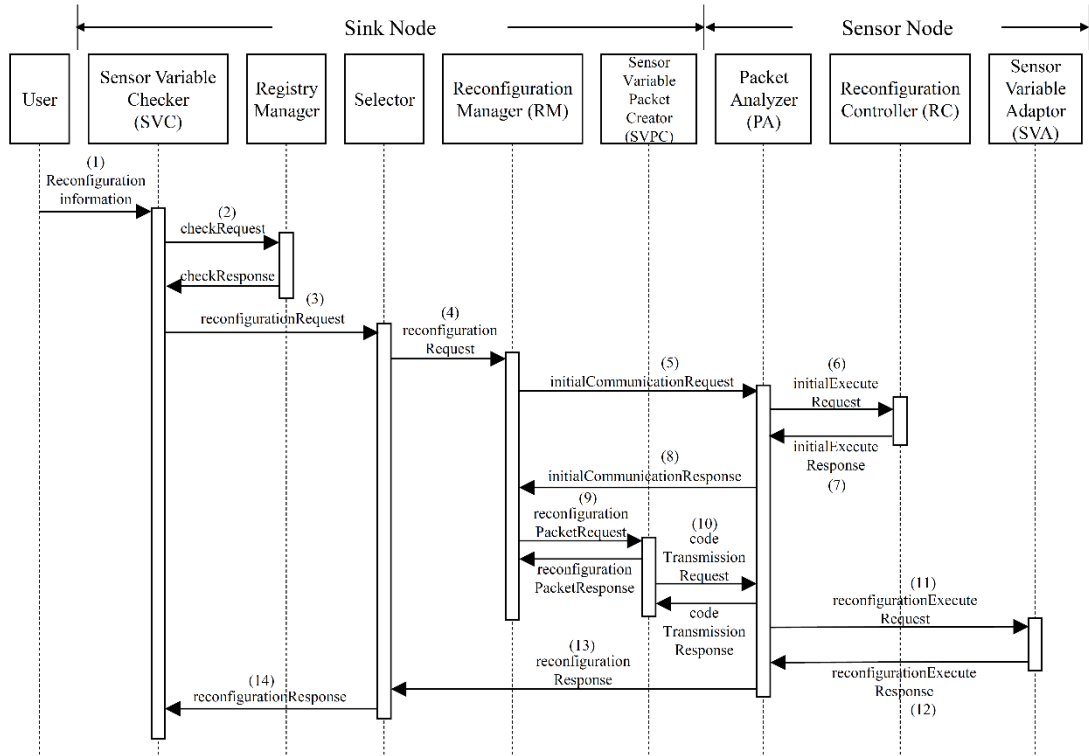 Sink Node
Sensor Node
User
Sensor Variable
Checker
(SVC)
Registry
Manager
Selector
Reconfiguration
Manager (RM)
Sensor
Variable
Packet
Creator
(SVPC)
Packet
Analyzer
(PA)
Reconfiguration
Controller (RC)
Sensor
Variable
Adaptor
(SVA)
(1)
Reconfiguration
information
(2)
checkRequest
checkResponse
(3)
reconfigurationRequest
(4)
reconfiguration
Request
(5)
initialCommunicationRequest
(6)
initialExecute
Request
initialExecute
Response
(7)
(8)
initialCommunicationResponse
(9)
reconfiguration
PacketRequest
reconfiguration
PacketResponse
(10)
code
Transmission
Request
code
Transmission
Response
(11)
reconfigurationExecute
Request
reconfigurationExecute
Response
(12)
(13)
reconfiguration
Response
(14)
reconfigurationResponse